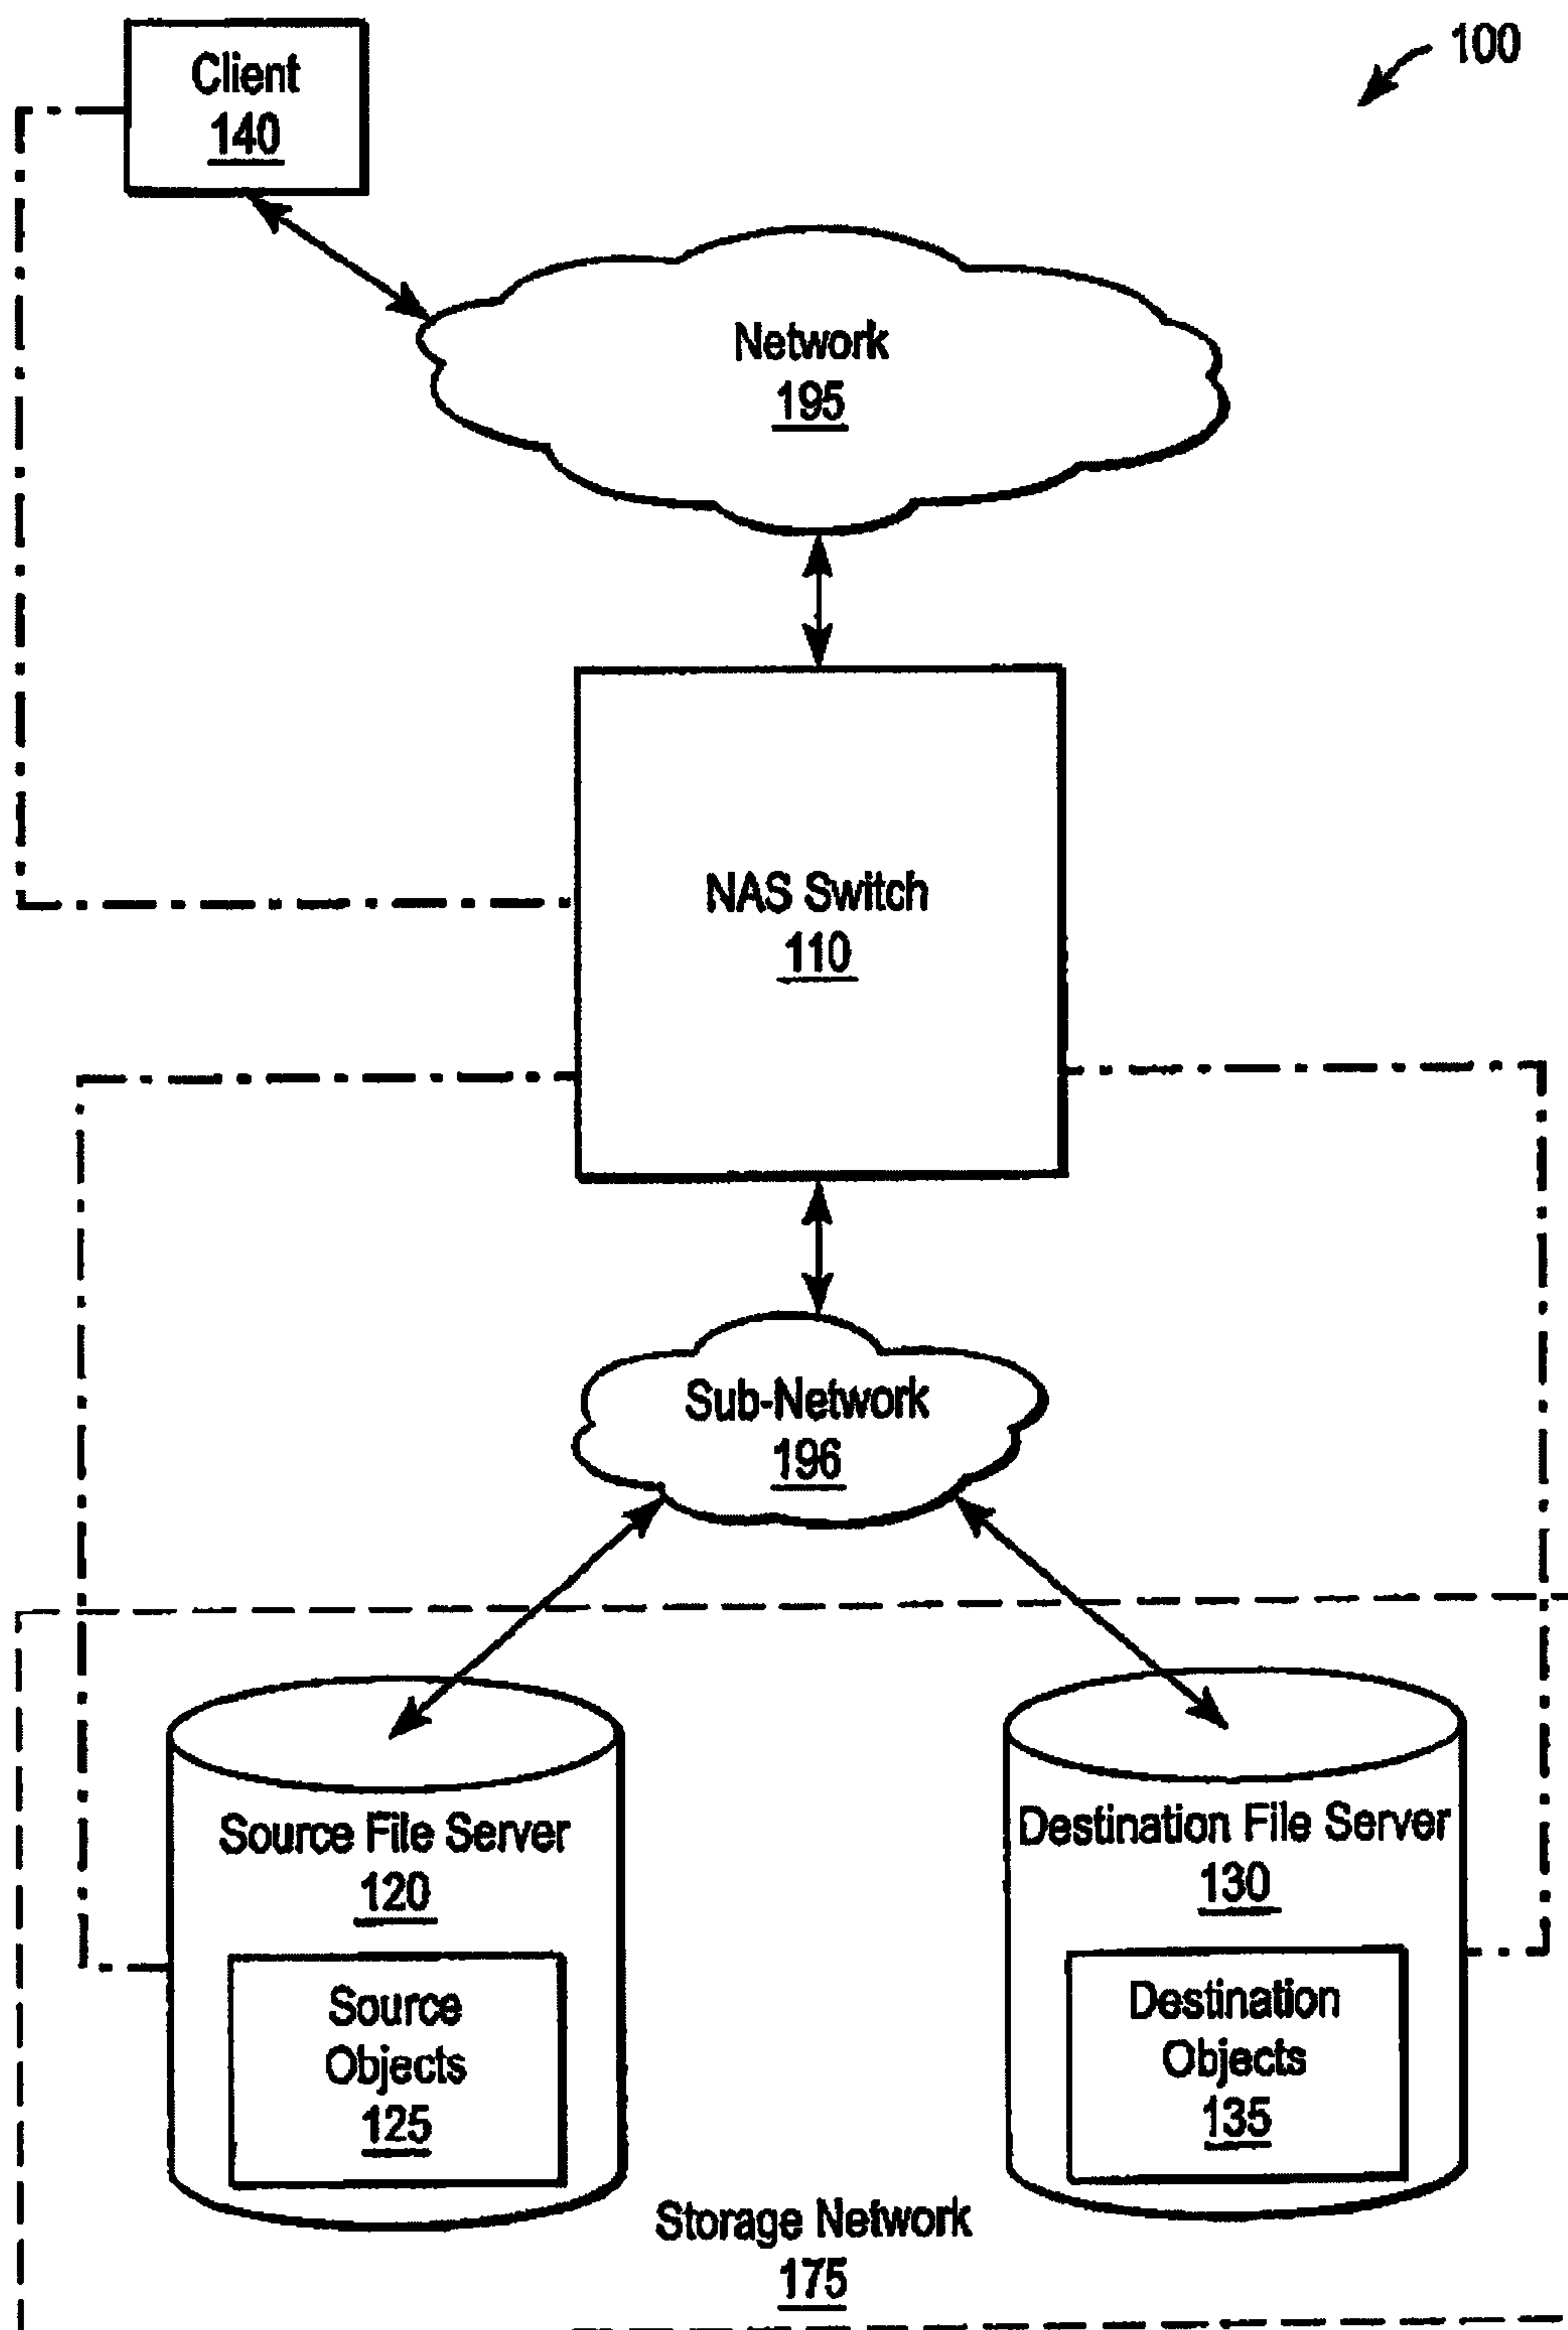 100
Client
140
Network
195
NAS Switch
110
Sub-Network
196
Source File Server
120
Source
Objects
125
Destination File Server
130
Destination
Objects
135
Storage Network
175